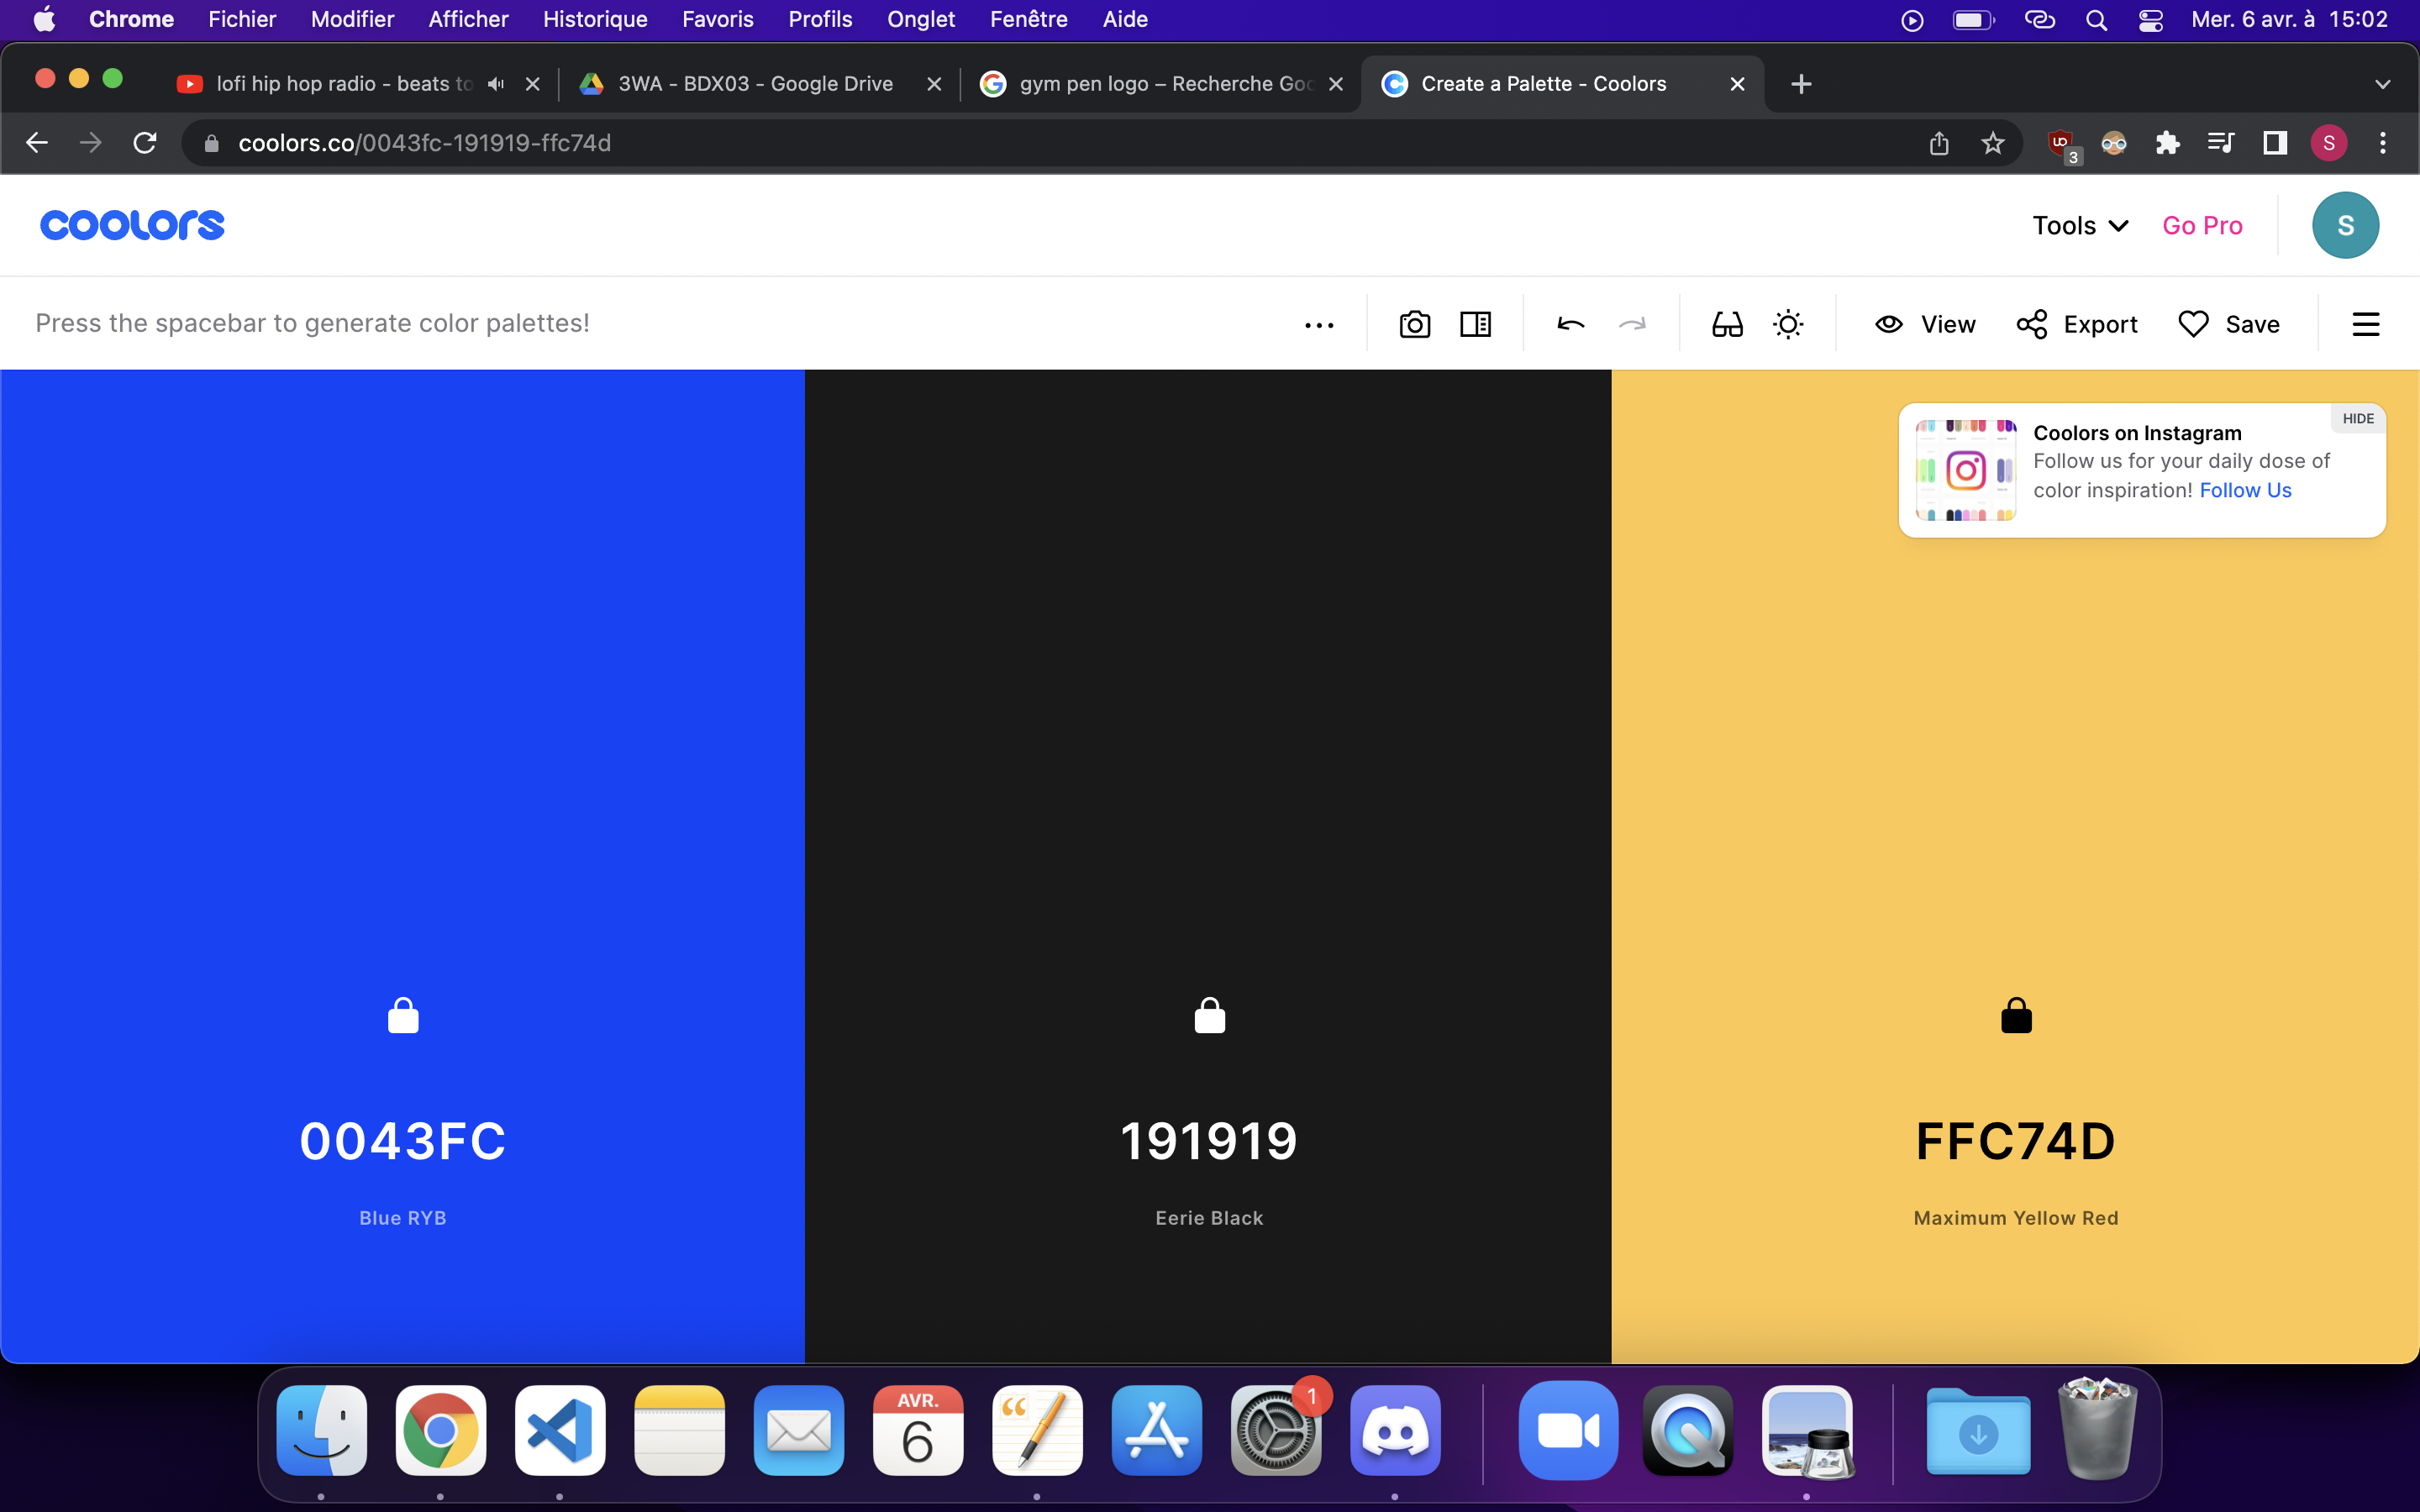 Chrome Fichier Modifier Afficher Historique Favoris Profils Onglet Fenêtre Aide Mer. 6 avr. à 15:02
lofi hip hop radio - beats to
3WA - BDX03 - Google Drive
gym pen logo – Recherche Goo
Create a Palette - Coolors
coolors.co/0043fc-191919-ffc74d
3
S
coolors
Tools
Go Pro
S
Press the spacebar to generate color palettes!
View
Export
Save
HIDE
Coolors on Instagram
Follow us for your daily dose of
color inspiration! Follow Us
0043FC
Blue RYB
191919
Eerie Black
FFC74D
Maximum Yellow Red
AVR.
6
1